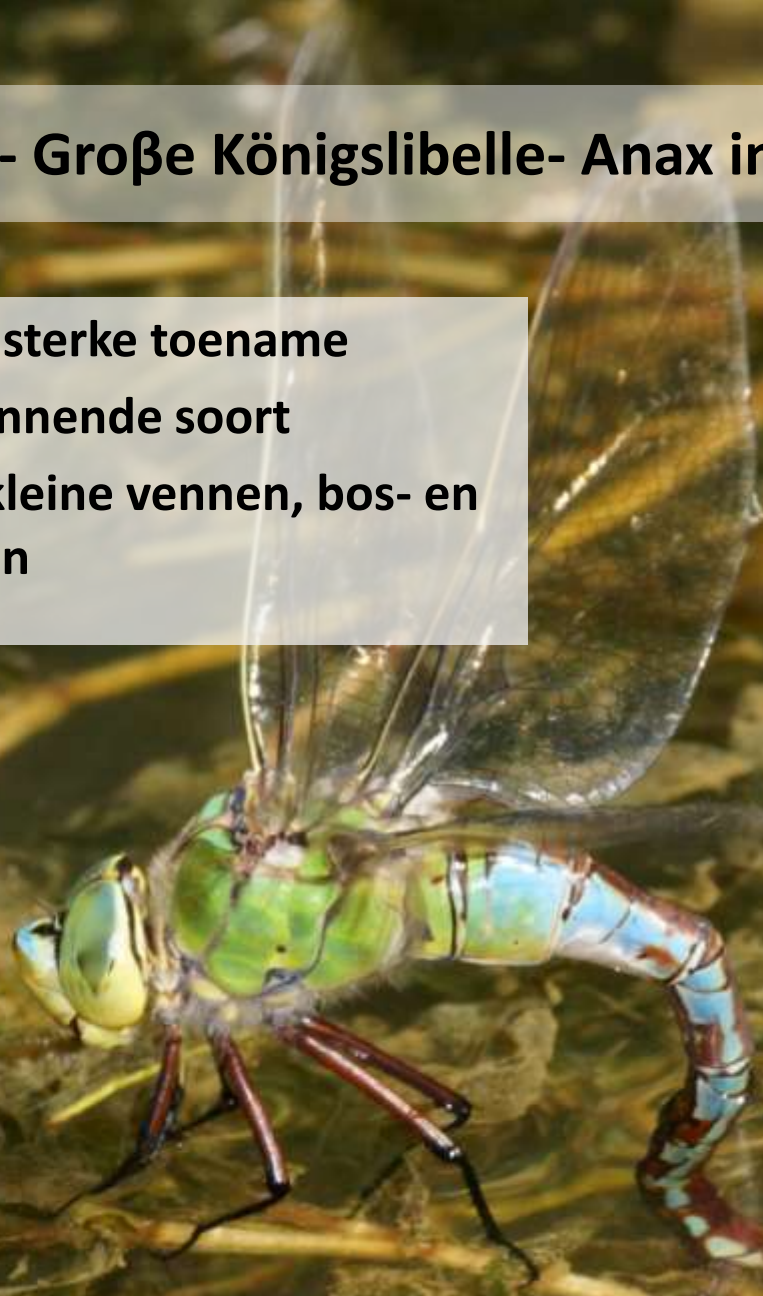 - Groβe Königslibelle- Anax in
sterke toename
nnende soort
kleine vennen, bos- en
n